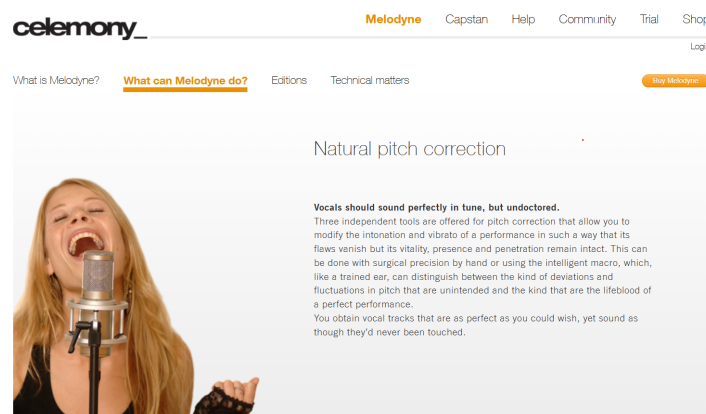 celemony_
Melodyne Capstan Help Community Trial Shop
Logi
What is Melodyne? What can Melodyne do? Editions Technical matters Buy Melodyne
Natural pitch correction
Vocals should sound perfectly in tune, but undoctored.
Three independent tools are offered for pitch correction that allow you to
modify the intonation and vibrato of a performance in such a way that its
flaws vanish but its vitality, presence and penetration remain intact. This can
be done with surgical precision by hand or using the intelligent macro, which,
like a trained ear, can distinguish between the kind of deviations and
fluctuations in pitch that are unintended and the kind that are the lifeblood of
a perfect performance.
You obtain vocal tracks that are as perfect as you could wish, yet sound as
though they'd never been touched.